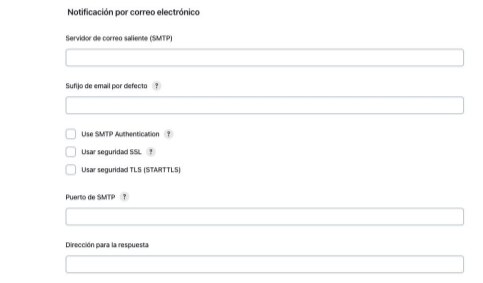 Notificación por correo electrónico
Servidor de correo saliente (SMTP)
Sufijo de email por defecto ?
Use SMTP Authentication ?
Usar seguridad SSL ?
Usar seguridad TLS (STARTTLS)
Puerto de SMTP ?
Dirección para la respuesta